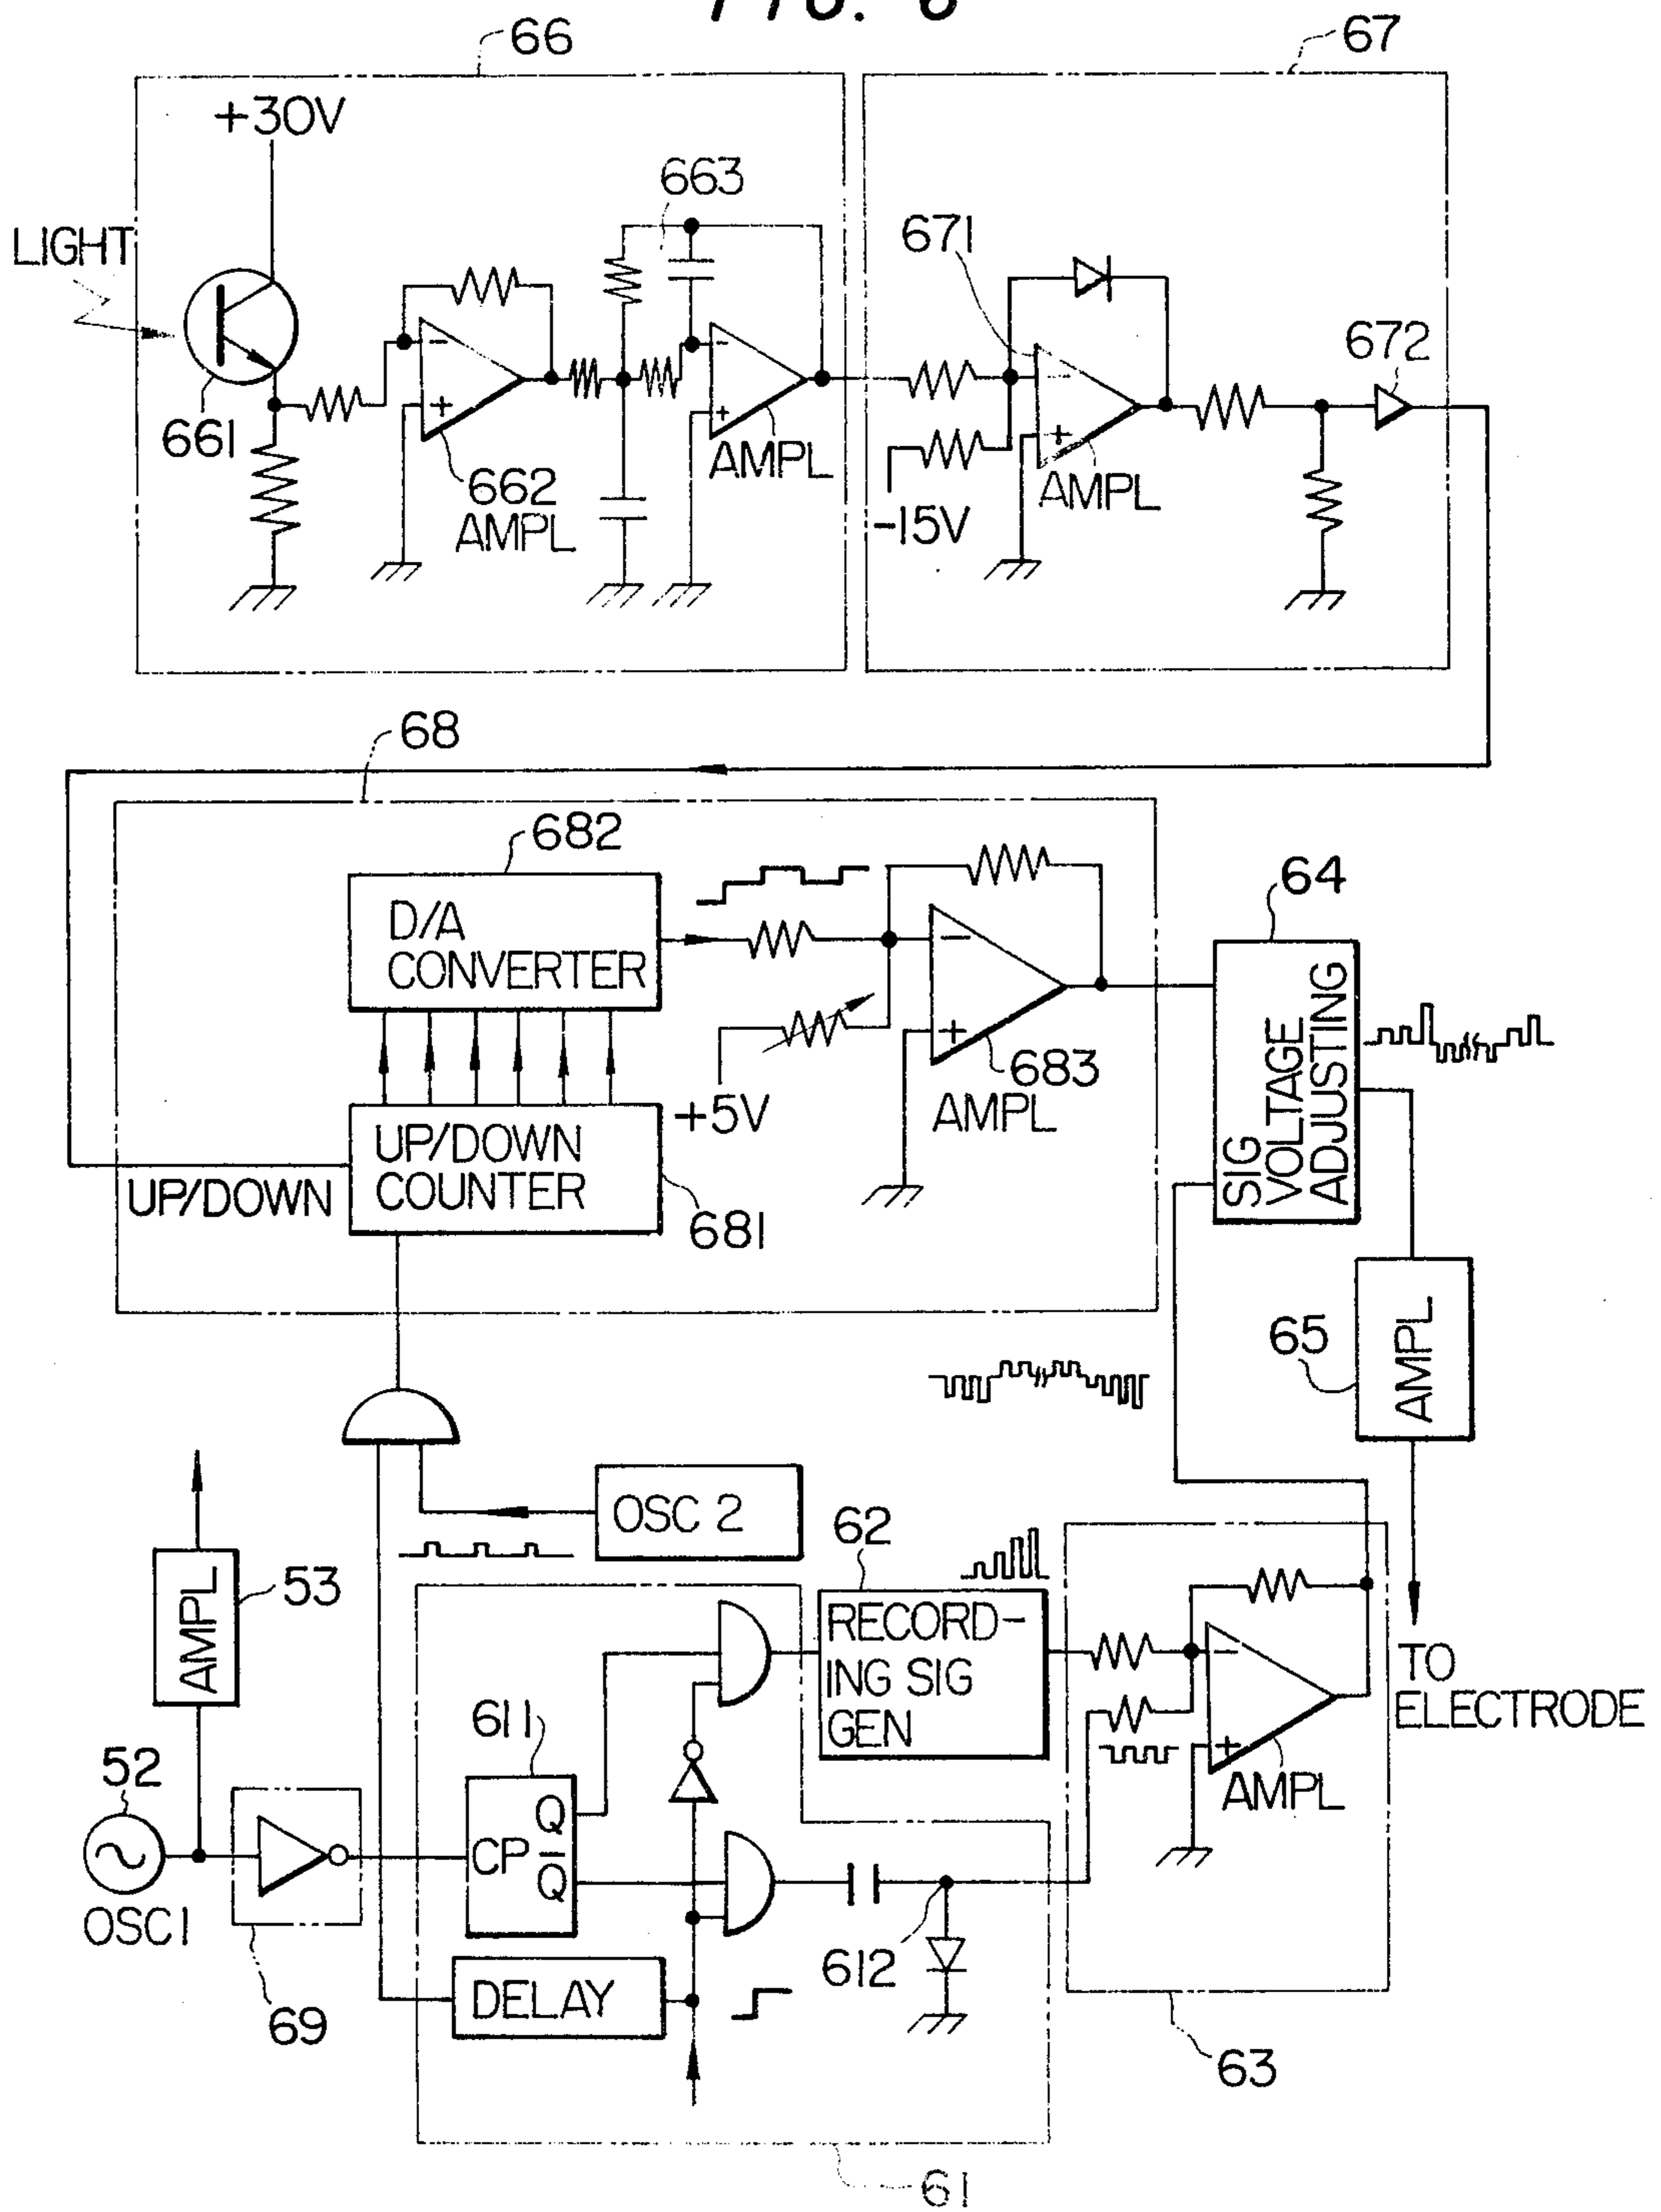 66
67
+30V
663
LIGHT
671
672
661
-
+
-
+
-
+
662
AMPL
AMPL
AMPL
-15V
68
682
D/A
CONVERTER
64
-
+
SIG
VOLTAGE
ADJUSTING
683
AMPL
+5V
UP/DOWN
COUNTER
UP/DOWN
681
65
AMPL
OSC 2
62
53
AMPL
RECORD-
ING SIG
GEN
-
+
TO
ELECTRODE
611
AMPL
52
Q
CP
Q̅
OSC1
612
DELAY
69
63
61